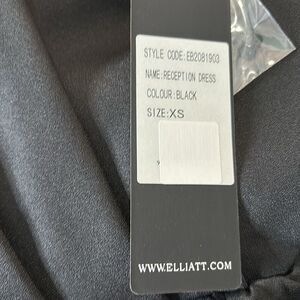 STYLE CODE:EB2081903
NAME:RECEPTION DRESS
COLOUR:BLACK
SIZE:XS
WWW.ELLIATT.COM